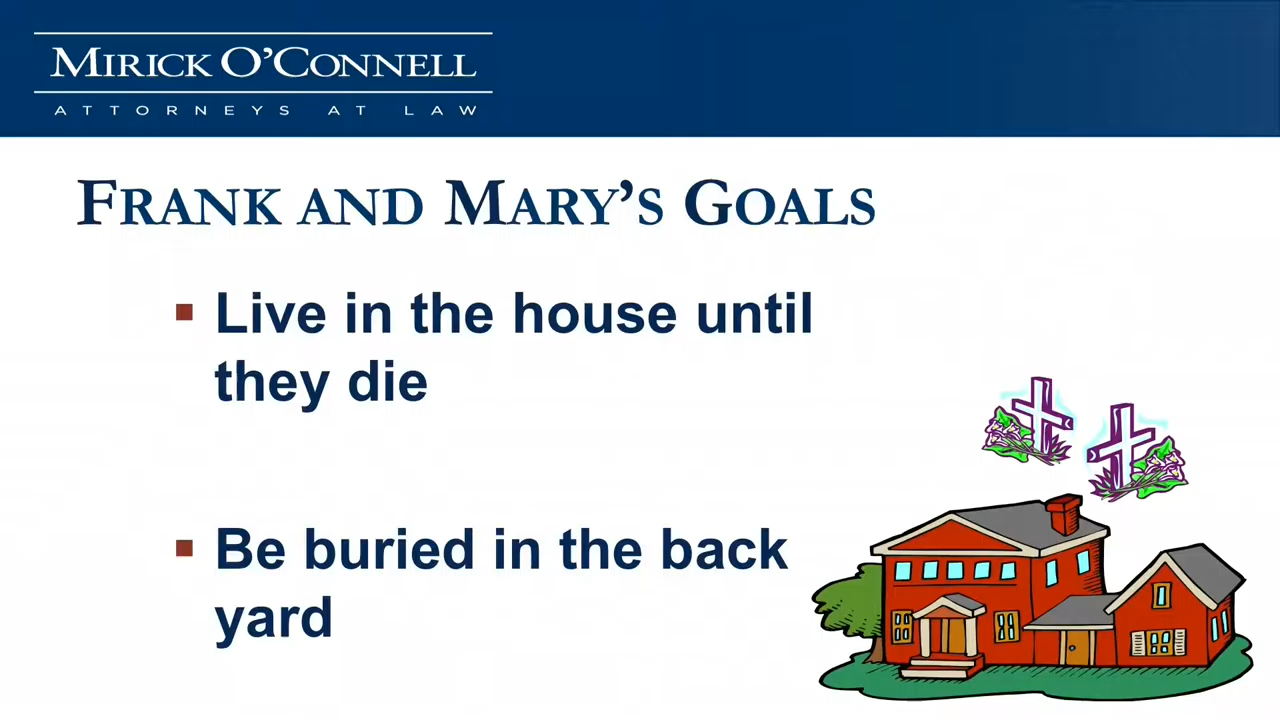 MIRICK O'CONNELL
ATTORNEYS AT LAW
FRANK AND MARY'S GOALS
▪ Live in the house until
they die
▪ Be buried in the back
yard